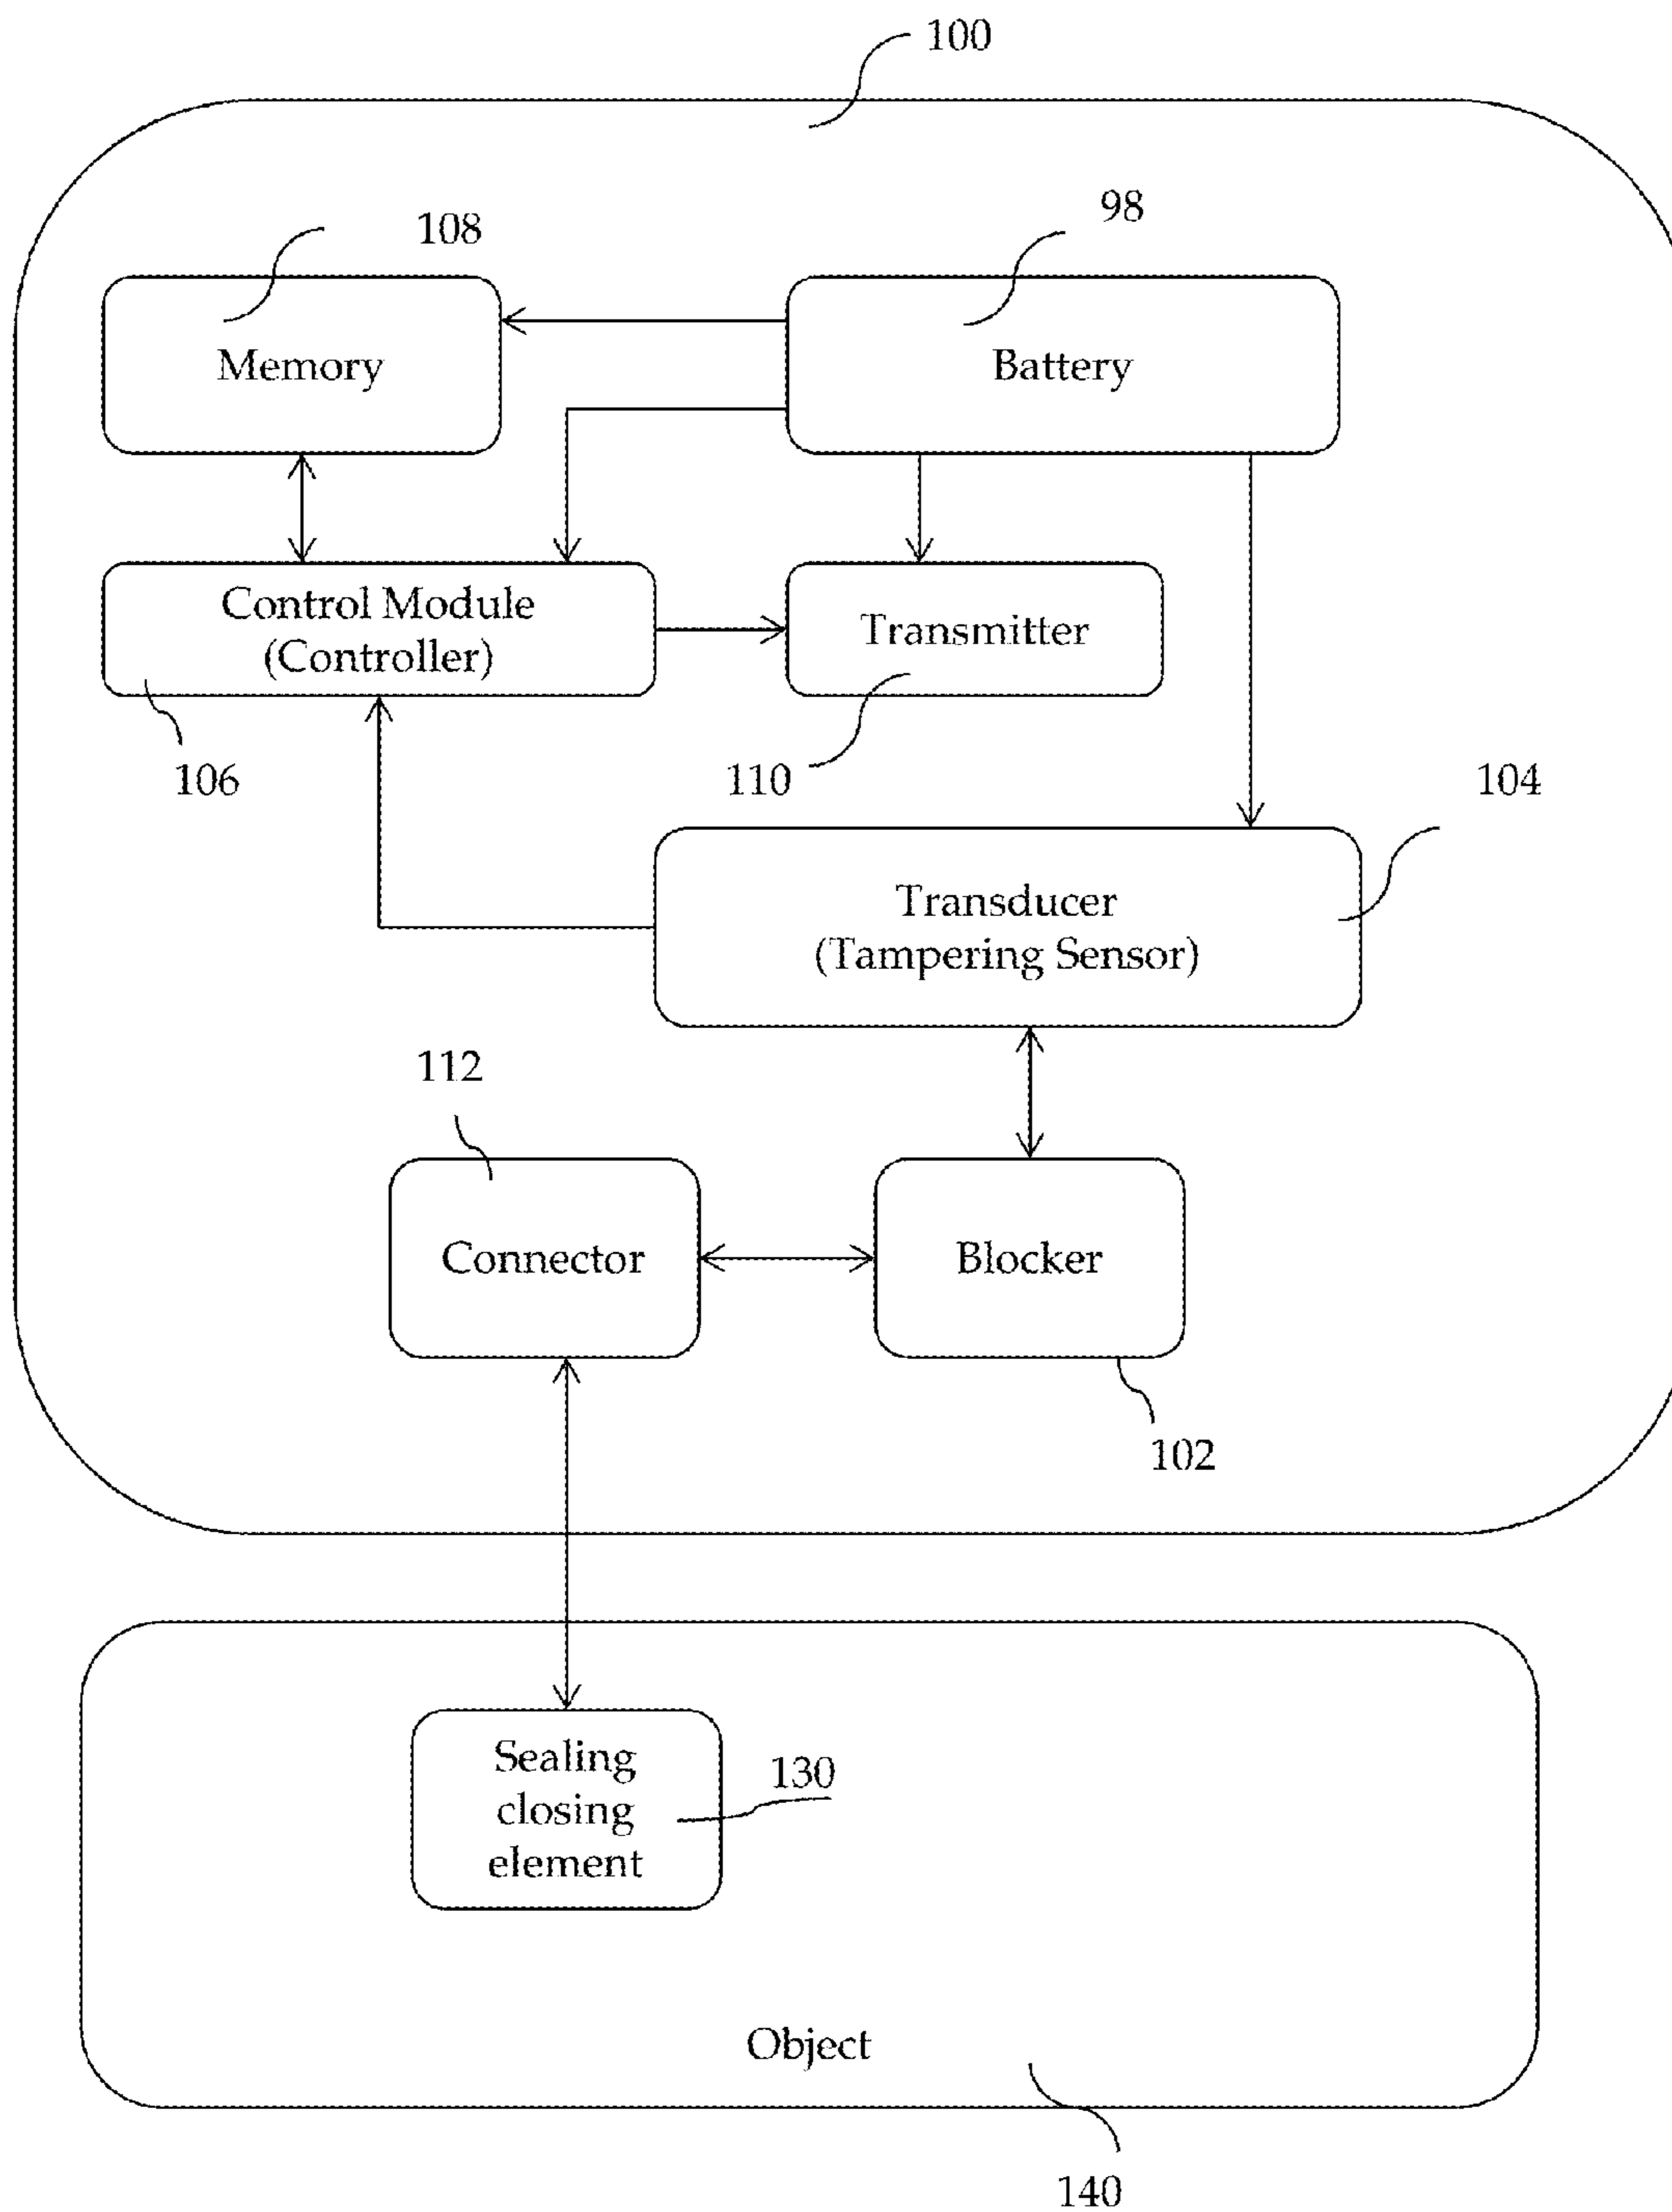 100
108
98
Memory
Battery
Control Module
(Controller)
Transmitter
106
110
104
Transducer
(Tampering Sensor)
112
Connector
Blocker
102
Sealing
closing
element
130
Object
140